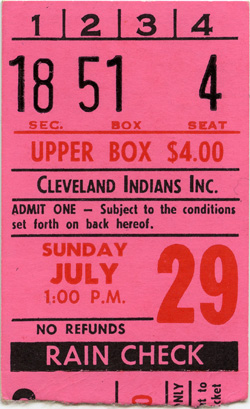 1 2 3 4
18 51 4
SEC. BOX SEAT
UPPER BOX $4.00
CLEVELAND INDIANS INC.
ADMIT ONE — Subject to the conditions
set forth on back hereof.
SUNDAY
JULY 29
1:00 P.M.
NO REFUNDS
RAIN CHECK
ONLY